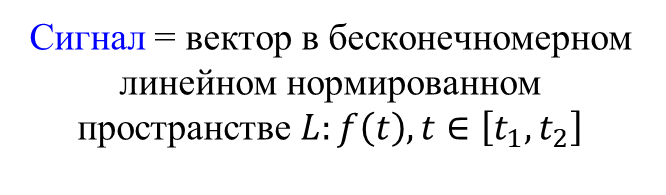 Сигнал = вектор в бесконечномерном
линейном нормированном
пространстве L: f(t), t ∈ [t₁, t₂]